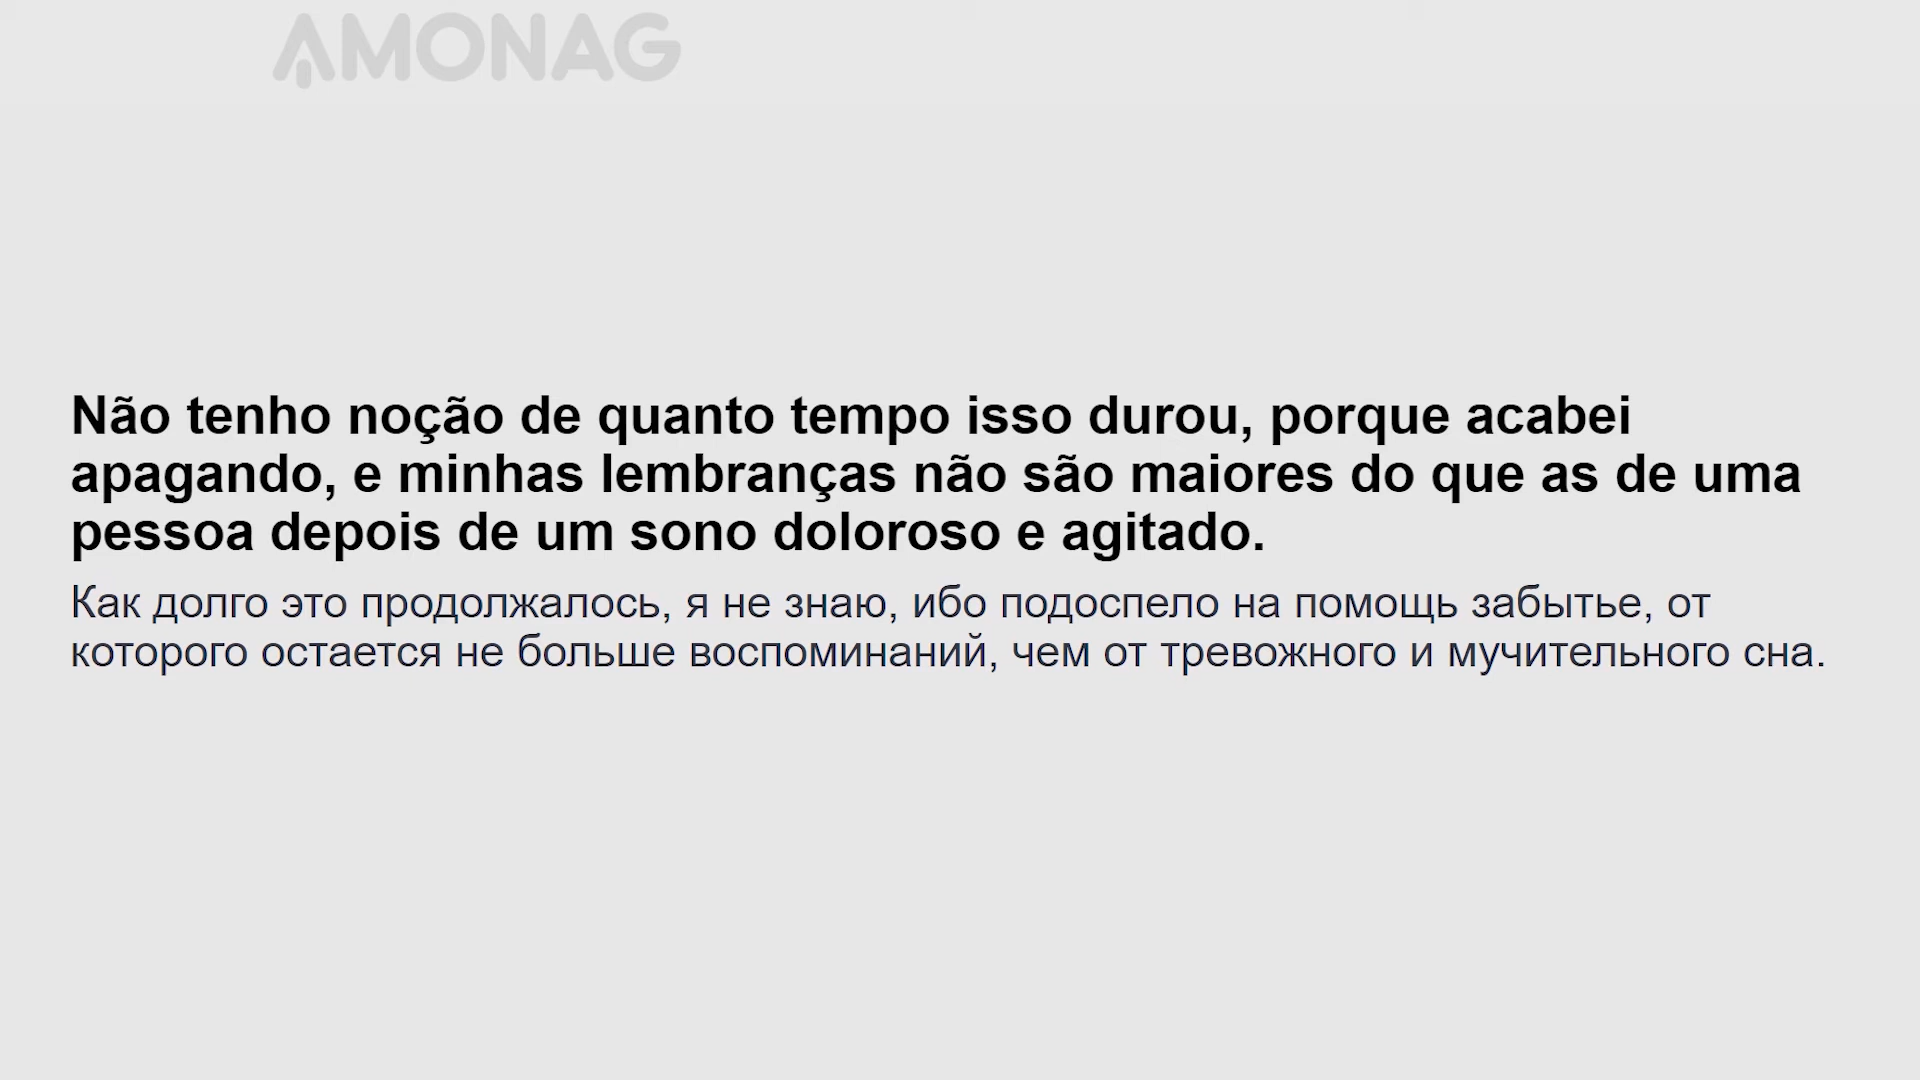 AMONAG
Não tenho noção de quanto tempo isso durou, porque acabei
apagando, e minhas lembranças não são maiores do que as de uma
pessoa depois de um sono doloroso e agitado.
Как долго это продолжалось, я не знаю, ибо подоспело на помощь забытье, от
которого остается не больше воспоминаний, чем от тревожного и мучительного сна.